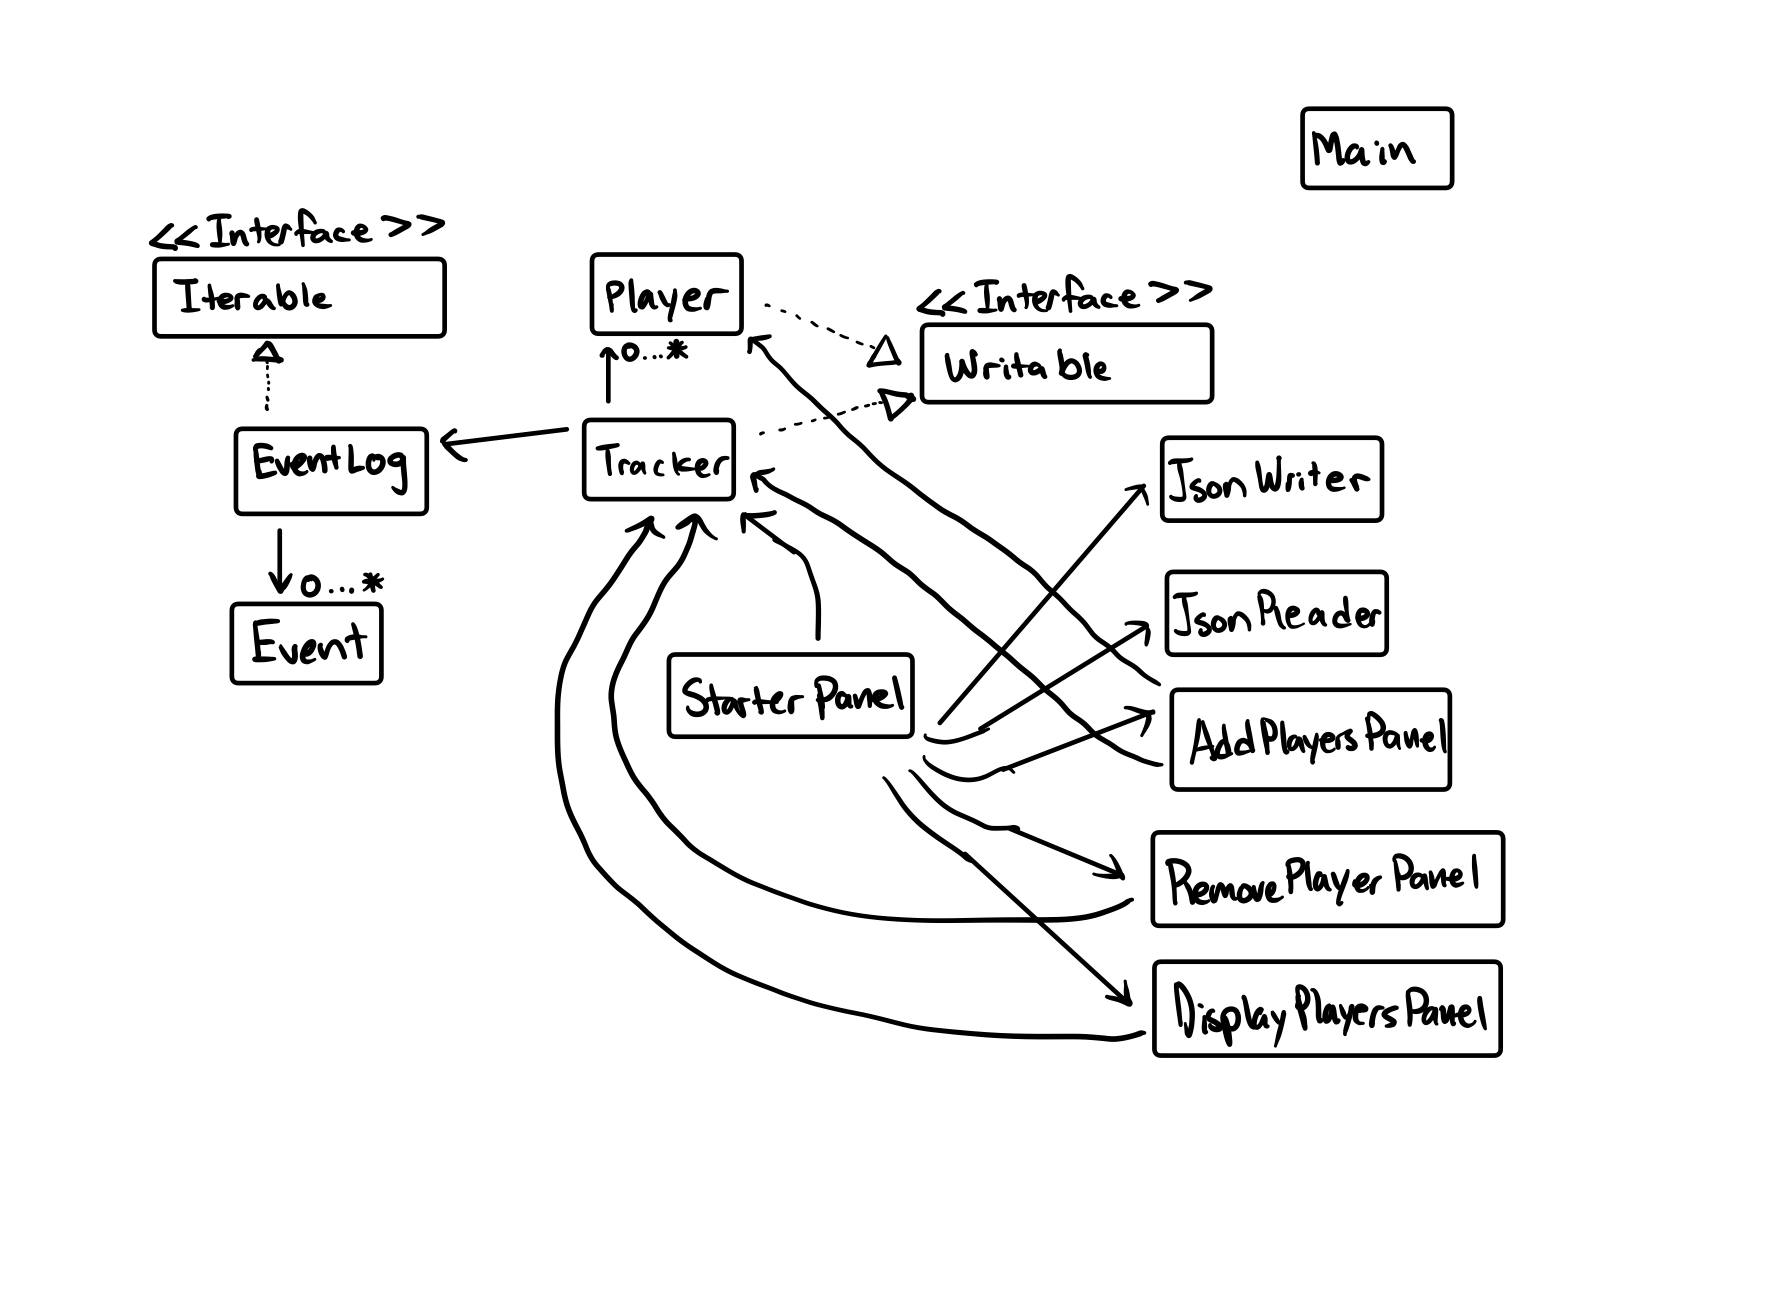 Main
<< Interface >>
Iterable
Player
0...*
<< Interface >>
Writable
EventLog
Tracker
Json Writer
0...*
Event
Json Reader
Starter Panel
Add Players Panel
Remove Player Panel
Display Players Panel